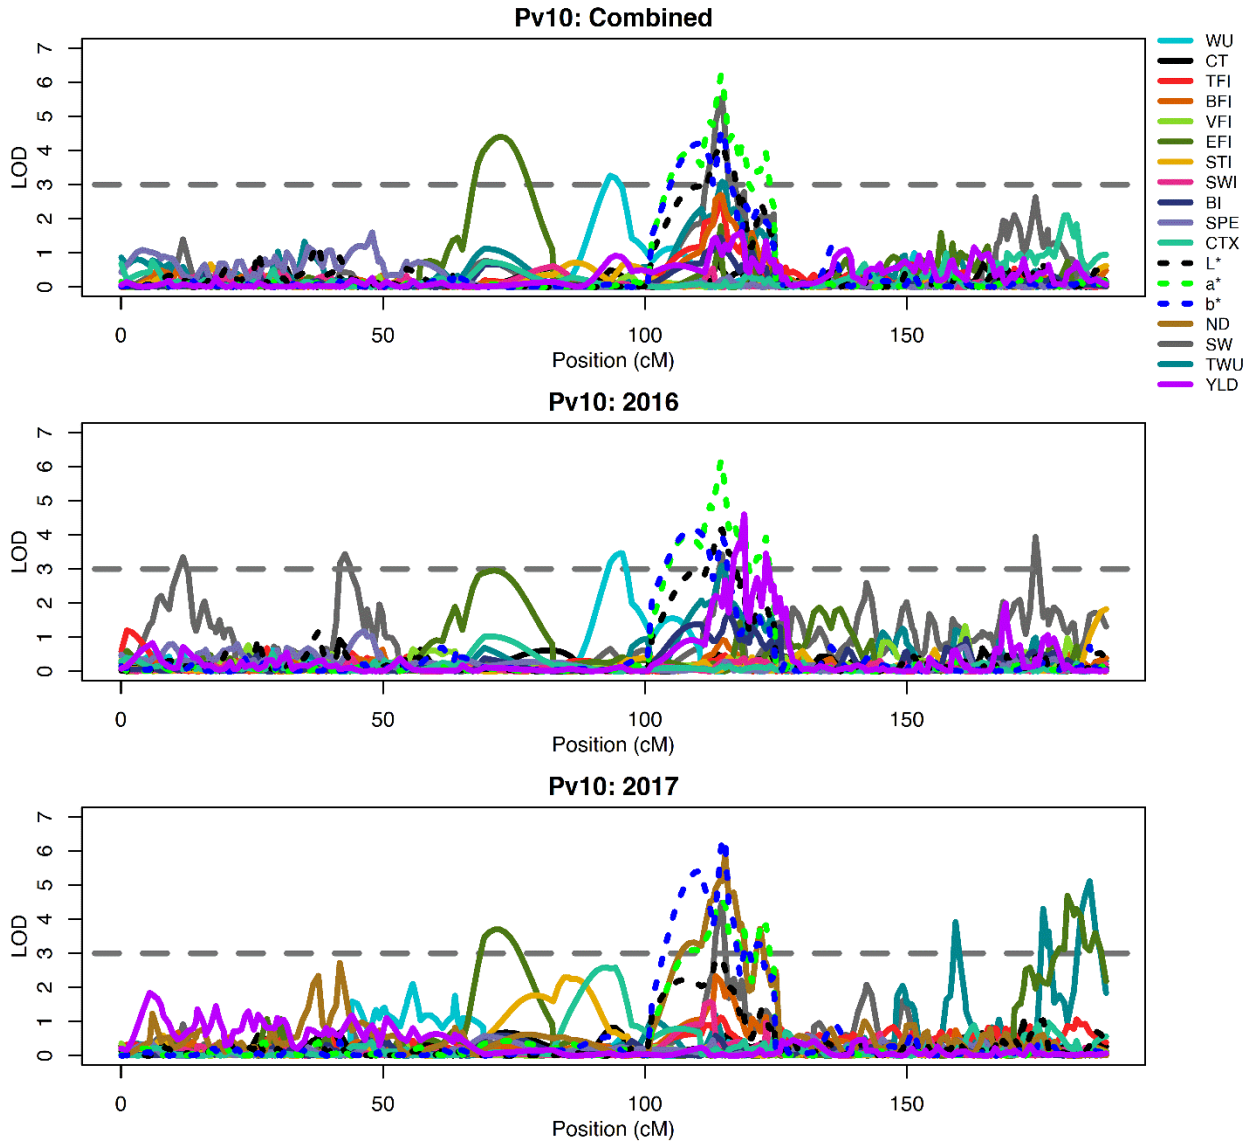 Pv10: Combined
LOD
7
6
5
4
3
2
1
0
0 50 100 150
Position (cM)
WU
CT
TFI
BFI
VFI
EFI
STI
SWI
BI
SPE
CTX
L*
a*
b*
ND
SW
TWU
YLD
Pv10: 2016
LOD
7
6
5
4
3
2
1
0
0 50 100 150
Position (cM)
Pv10: 2017
LOD
7
6
5
4
3
2
1
0
0 50 100 150
Position (cM)